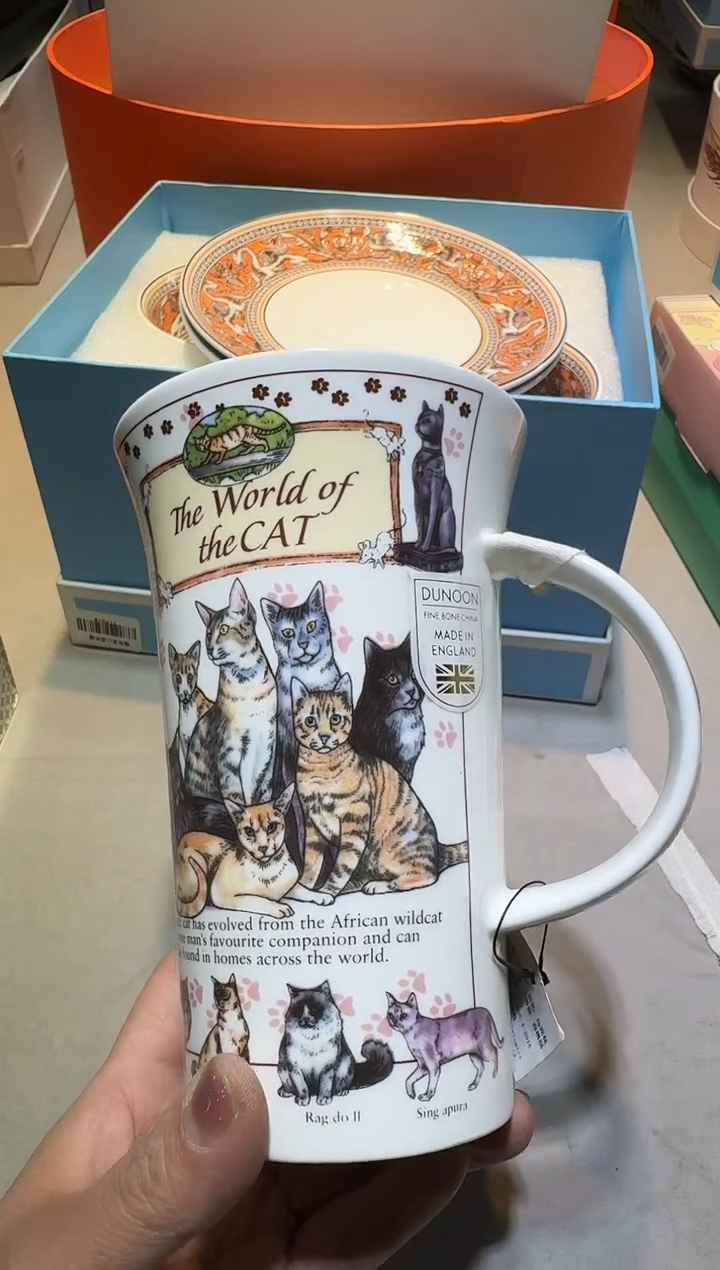 The World of
the CAT
DUNOON
FINE BONE CHINA
MADE IN
ENGLAND
cat has evolved from the African wildcat
man's favourite companion and can
found in homes across the world.
Rag do ll
Sing apura